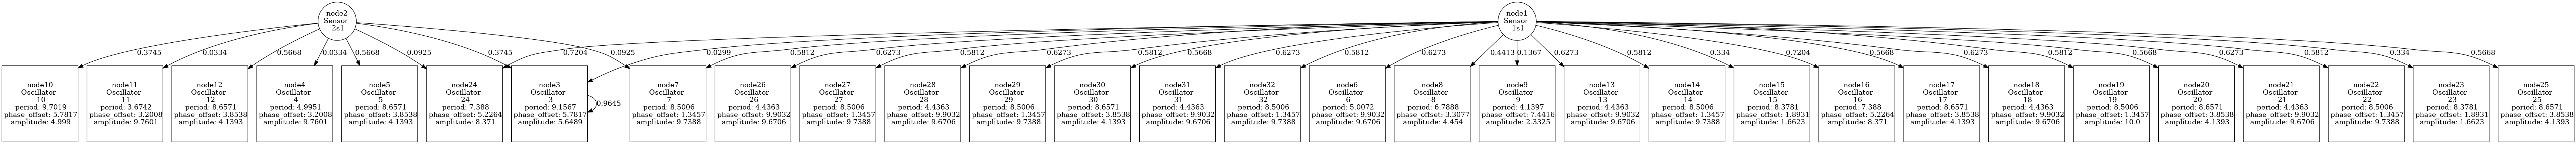 node2
Sensor
2s1
node1
Sensor
1s1
-0.3745
0.0334
0.5668
0.0334
0.5668
0.0925
-0.3745
0.7204
0.0925
0.0299
-0.5812
-0.6273
-0.5812
-0.6273
-0.5812
0.5668
-0.6273
-0.5812
-0.6273
-0.4413
0.1367
-0.6273
-0.5812
-0.334
0.7204
0.5668
-0.6273
-0.5812
0.5668
-0.6273
-0.5812
-0.334
0.5668
node10
Oscillator
10
period: 9.7019
phase_offset: 5.7817
amplitude: 4.999
node11
Oscillator
11
period: 3.6742
phase_offset: 3.2008
amplitude: 9.7601
node12
Oscillator
12
period: 8.6571
phase_offset: 3.8538
amplitude: 4.1393
node4
Oscillator
4
period: 4.9951
phase_offset: 3.2008
amplitude: 9.7601
node5
Oscillator
5
period: 8.6571
phase_offset: 3.8538
amplitude: 4.1393
node24
Oscillator
24
period: 7.388
phase_offset: 5.2264
amplitude: 8.371
node3
Oscillator
3
period: 9.1567
phase_offset: 5.7817
amplitude: 5.6489
0.9645
node7
Oscillator
7
period: 8.5006
phase_offset: 1.3457
amplitude: 9.7388
node26
Oscillator
26
period: 4.4363
phase_offset: 9.9032
amplitude: 9.6706
node27
Oscillator
27
period: 8.5006
phase_offset: 1.3457
amplitude: 9.7388
node28
Oscillator
28
period: 4.4363
phase_offset: 9.9032
amplitude: 9.6706
node29
Oscillator
29
period: 8.5006
phase_offset: 1.3457
amplitude: 9.7388
node30
Oscillator
30
period: 8.6571
phase_offset: 3.8538
amplitude: 4.1393
node31
Oscillator
31
period: 4.4363
phase_offset: 9.9032
amplitude: 9.6706
node32
Oscillator
32
period: 8.5006
phase_offset: 1.3457
amplitude: 9.7388
node6
Oscillator
6
period: 5.0072
phase_offset: 9.9032
amplitude: 9.6706
node8
Oscillator
8
period: 6.7888
phase_offset: 3.3077
amplitude: 4.454
node9
Oscillator
9
period: 4.1397
phase_offset: 7.4416
amplitude: 2.3325
node13
Oscillator
13
period: 4.4363
phase_offset: 9.9032
amplitude: 9.6706
node14
Oscillator
14
period: 8.5006
phase_offset: 1.3457
amplitude: 9.7388
node15
Oscillator
15
period: 8.3781
phase_offset: 1.8931
amplitude: 1.6623
node16
Oscillator
16
period: 7.388
phase_offset: 5.2264
amplitude: 8.371
node17
Oscillator
17
period: 8.6571
phase_offset: 3.8538
amplitude: 4.1393
node18
Oscillator
18
period: 4.4363
phase_offset: 9.9032
amplitude: 9.6706
node19
Oscillator
19
period: 8.5006
phase_offset: 1.3457
amplitude: 10.0
node20
Oscillator
20
period: 8.6571
phase_offset: 3.8538
amplitude: 4.1393
node21
Oscillator
21
period: 4.4363
phase_offset: 9.9032
amplitude: 9.6706
node22
Oscillator
22
period: 8.5006
phase_offset: 1.3457
amplitude: 9.7388
node23
Oscillator
23
period: 8.3781
phase_offset: 1.8931
amplitude: 1.6623
node25
Oscillator
25
period: 8.6571
phase_offset: 3.8538
amplitude: 4.1393